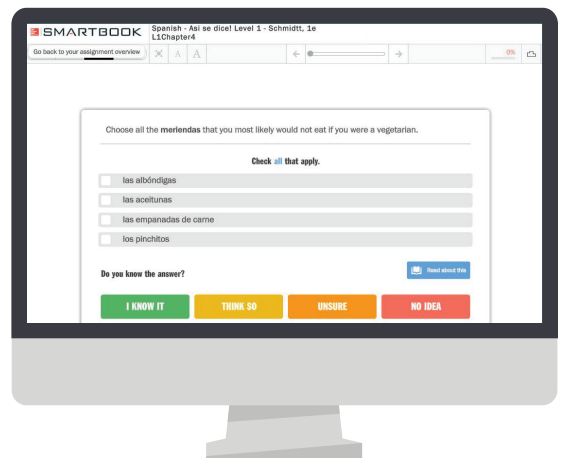 SMARTBOOK
Spanish - Asi se dice! Level 1 - Schmidtt, 1e
L1Chapter4
Go back to your assignment overview
A
A
0%
Choose all the meriendas that you most likely would not eat if you were a vegetarian.
Check all that apply.
las albóndigas
las aceitunas
las empanadas de carne
los pinchitos
Do you know the answer?
Read about this
I KNOW IT
THINK SO
UNSURE
NO IDEA